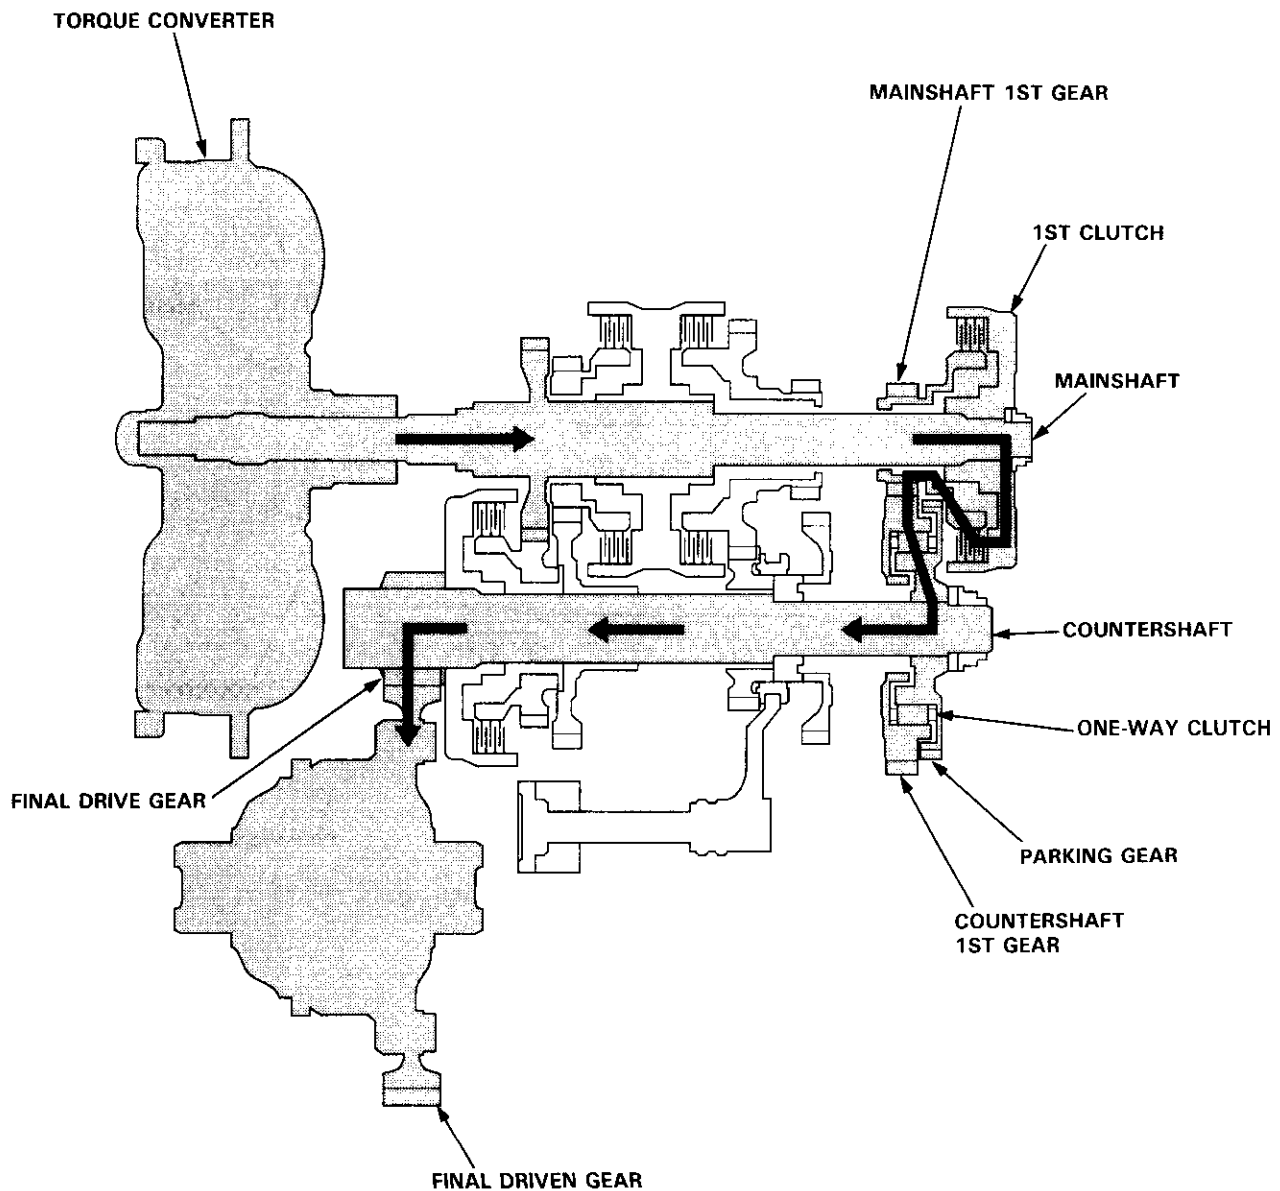 TORQUE CONVERTER
MAINSHAFT 1ST GEAR
1ST CLUTCH
MAINSHAFT
COUNTERSHAFT
ONE-WAY CLUTCH
FINAL DRIVE GEAR
PARKING GEAR
COUNTERSHAFT
1ST GEAR
FINAL DRIVEN GEAR